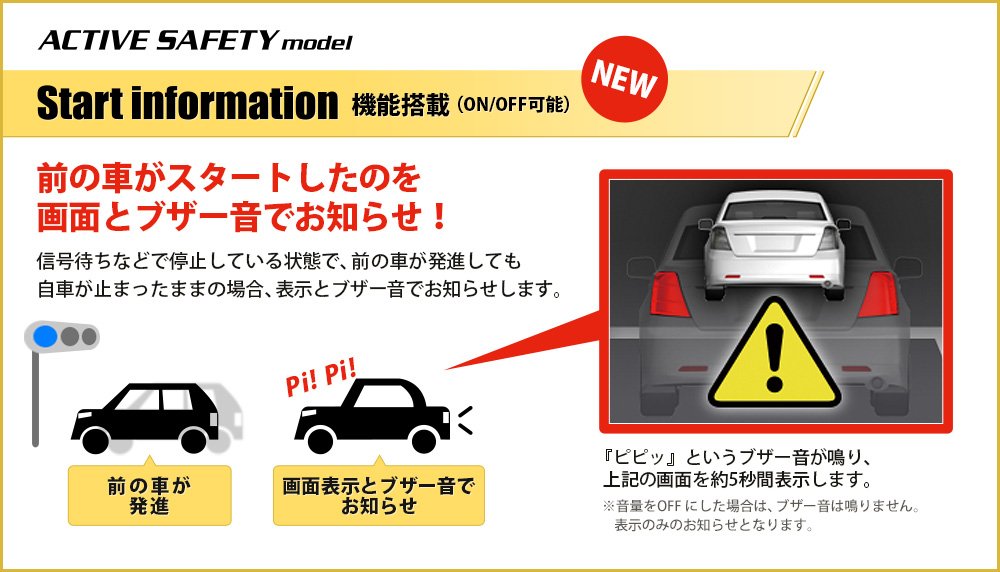 ACTIVE SAFETY model
Start information 機能搭載（ON/OFF可能）
NEW
前の車がスタートしたのを
画面とブザー音でお知らせ！
信号待ちなどで停止している状態で、前の車が発進しても
自車が止まったままの場合、表示とブザー音でお知らせします。
Pi! Pi!
前の車が
発進
画面表示とブザー音で
お知らせ
『ピピッ』というブザー音が鳴り、
上記の画面を約5秒間表示します。
※音量をOFFにした場合は、ブザー音は鳴りません。
表示のみのお知らせとなります。